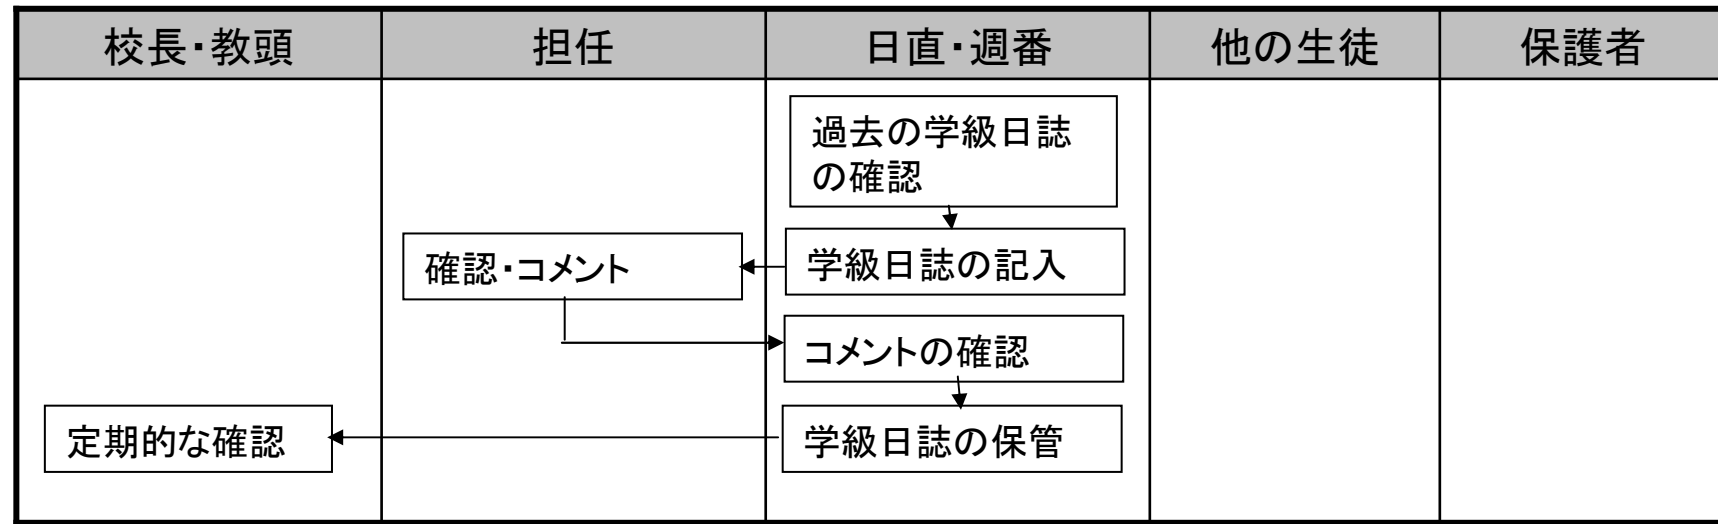 校長・教頭
担任
日直・週番
他の生徒
保護者
過去の学級日誌
の確認
学級日誌の記入
確認・コメント
コメントの確認
学級日誌の保管
定期的な確認